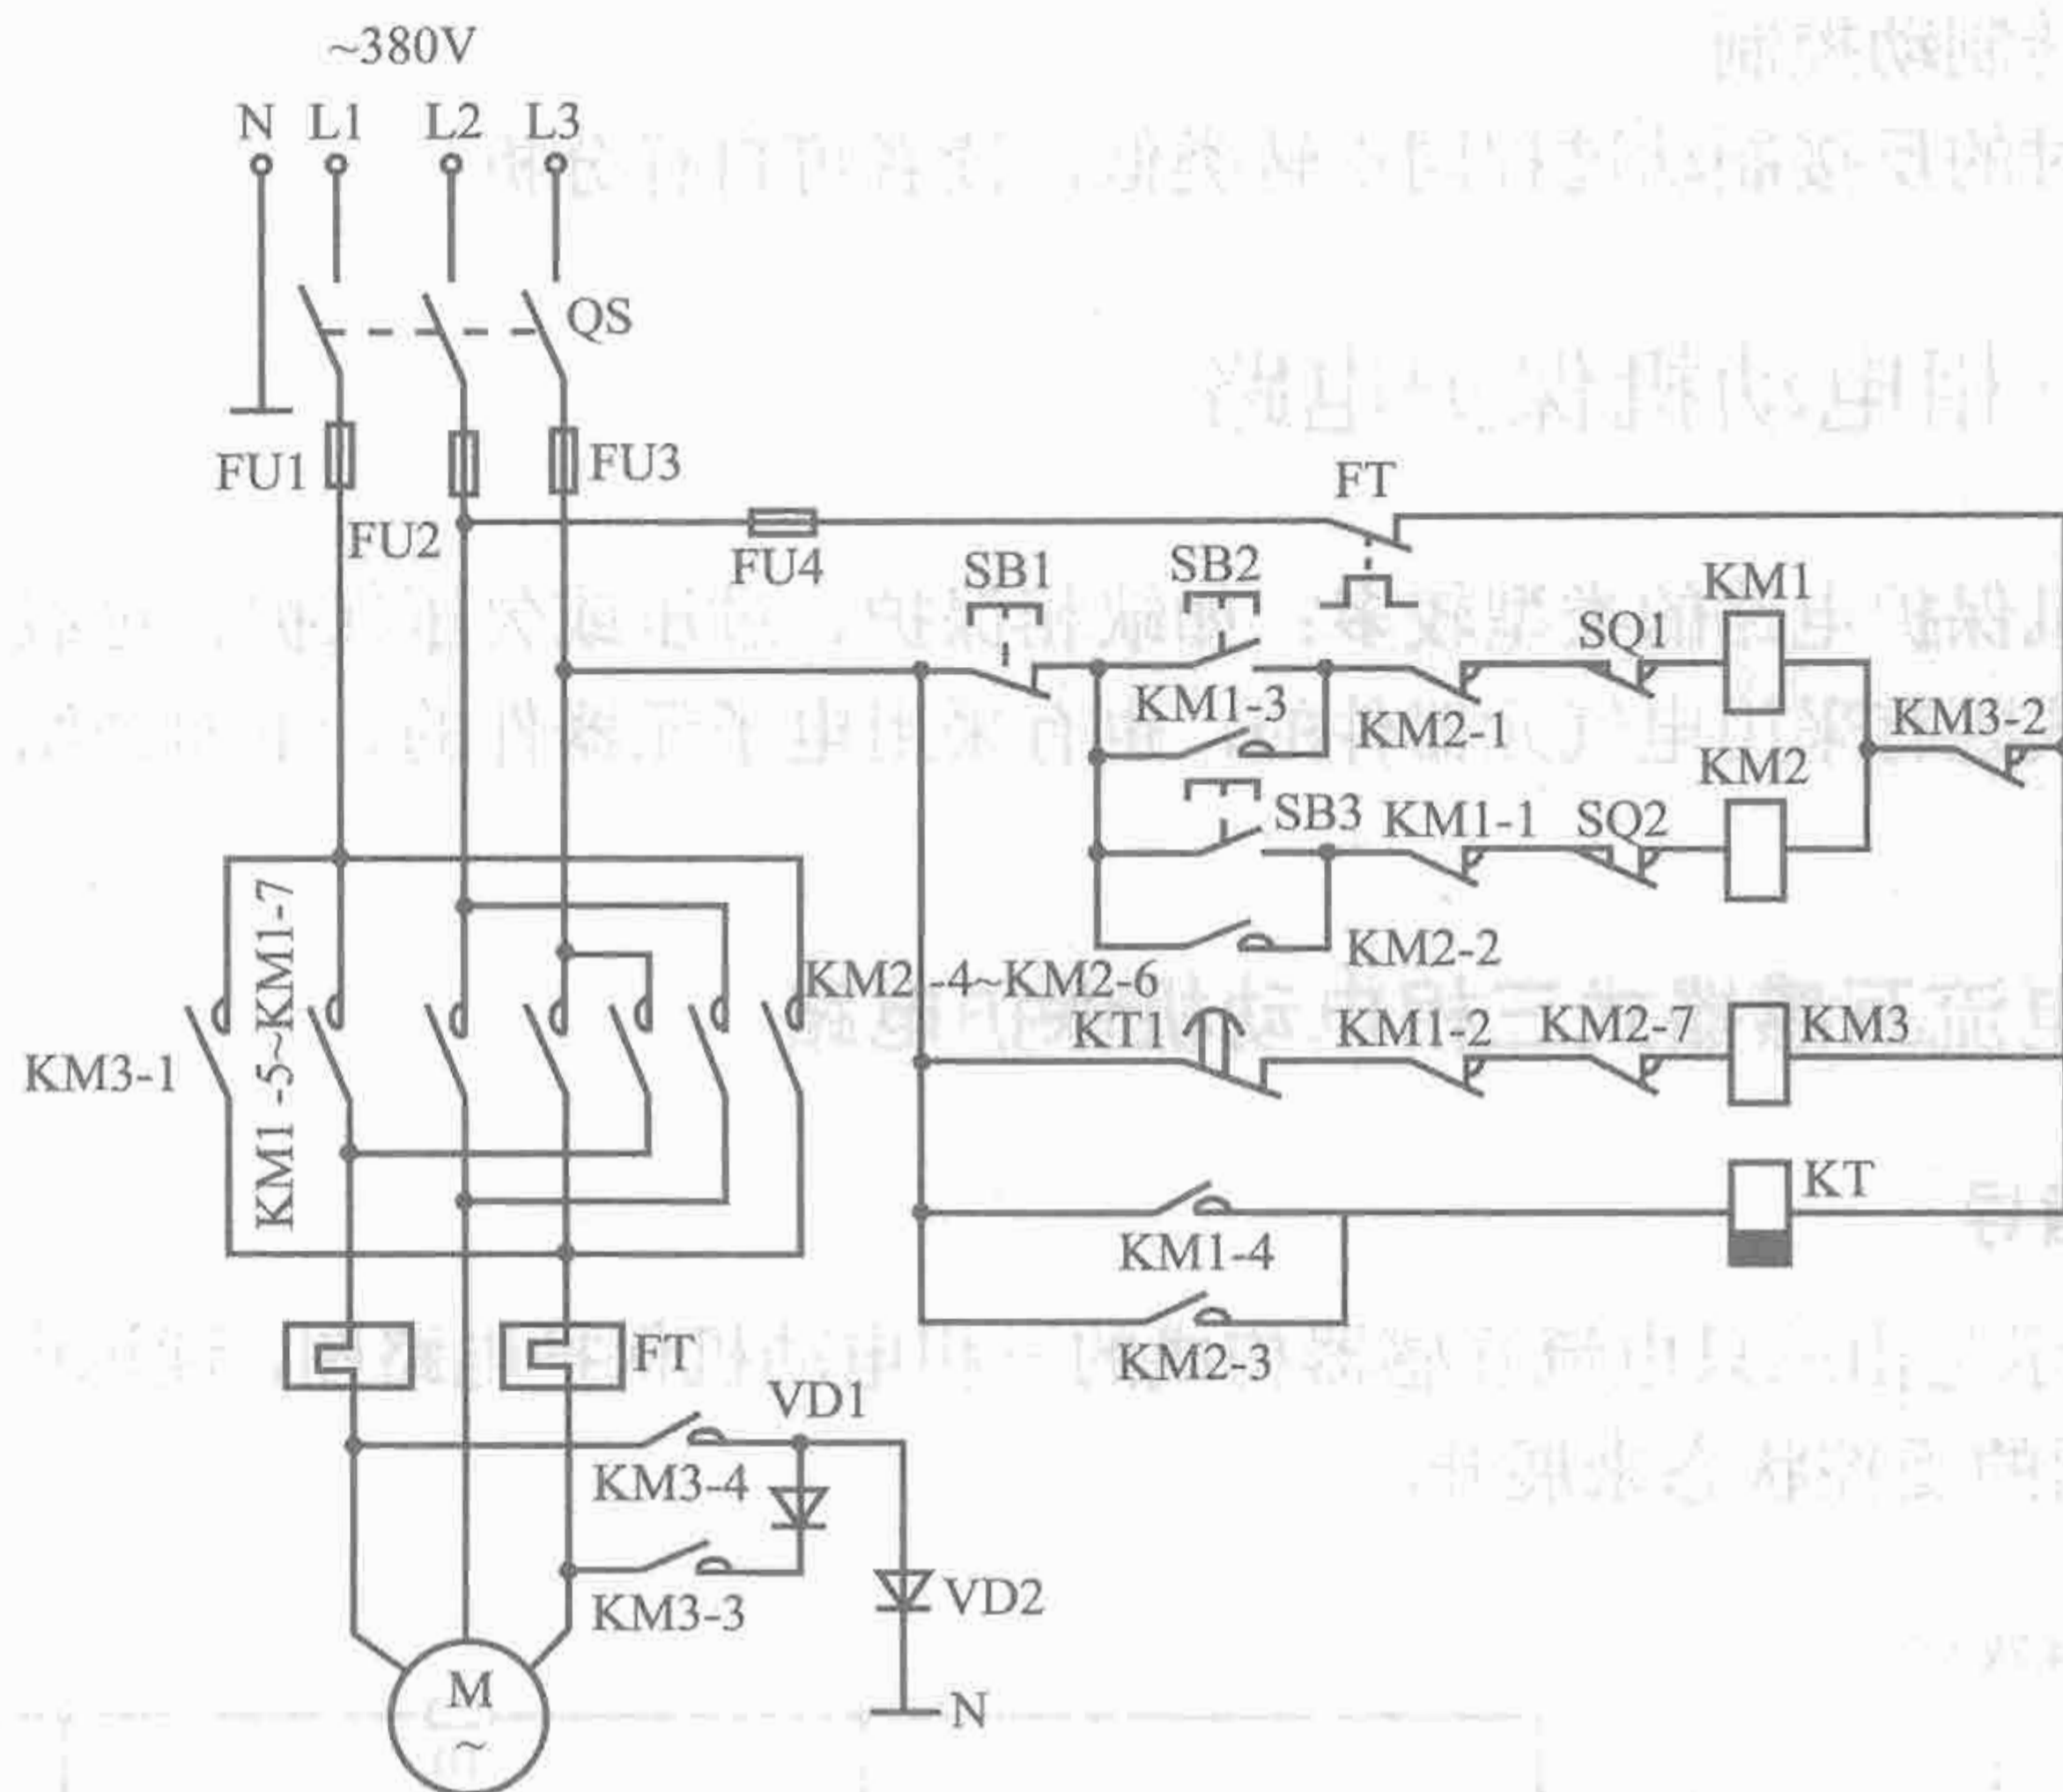 ~380V
N L1 L2 L3
QS
FU1
FU3
FU2
FU4
FT
SB1
SB2
KM1
SQ1
KM1-3
KM2-1
KM3-2
KM2
SB3
KM1-1
SQ2
KM2-2
KM1-5~KM1-7
KM2-4~KM2-6
KM3-1
KT1
KM1-2
KM2-7
KM3
KT
KM1-4
KM2-3
FT
VD1
KM3-4
KM3-3
VD2
M
~
N